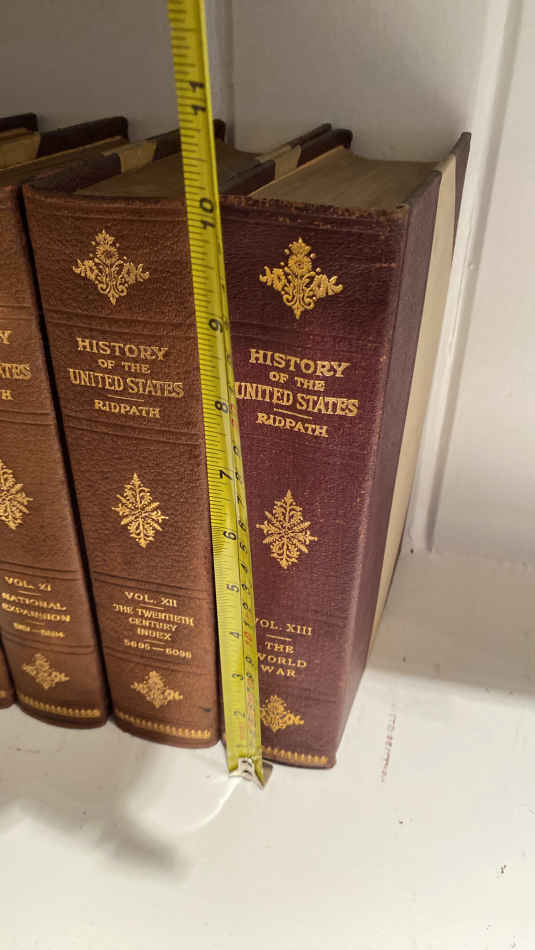 VOL. XI
NATIONAL
EXPANSION
HISTORY
OF THE
UNITED STATES
RIDPATH
VOL. XII
THE TWENTIETH
CENTURY
INDEX
5695—6096
HISTORY
OF THE
UNITED STATES
RIDPATH
VOL. XIII
THE
WORLD
WAR
11
10
9
8
7
6
5
4
3
2